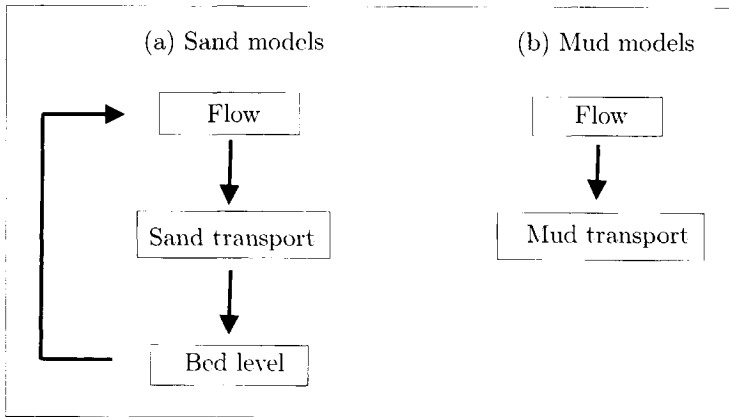 (a) Sand models
Flow
Sand transport
Bed level
(b) Mud models
Flow
Mud transport